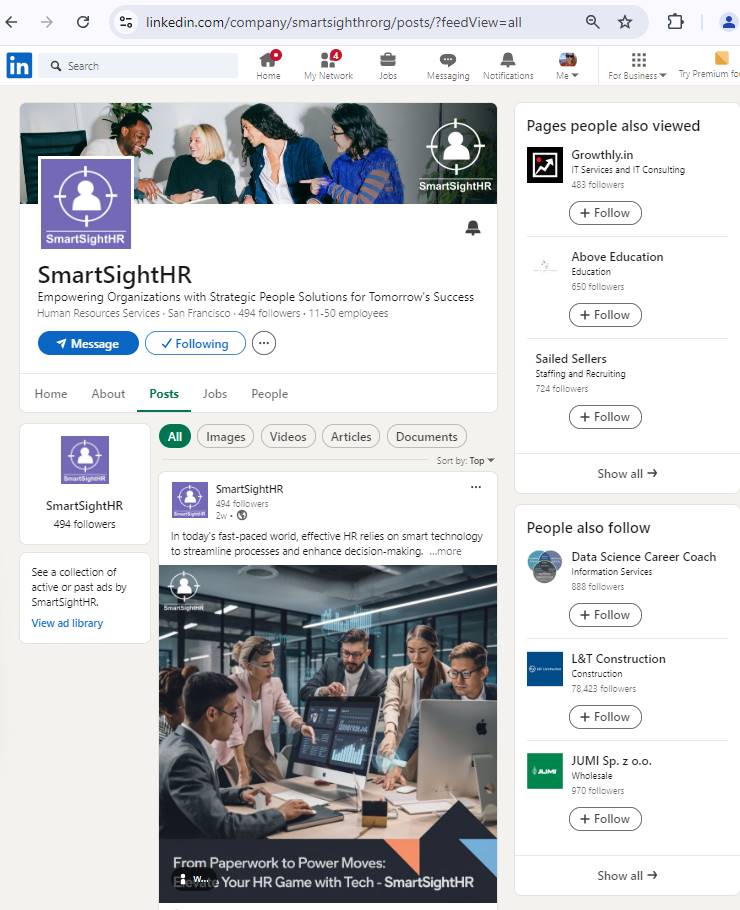 linkedin.com/company/smartsighthrorg/posts/?feedView=all
in
Search
4
Home
My Network
Jobs
Messaging
Notifications
Me
For Business
Try Premium fo
SmartSightHR
SmartSightHR
SmartSightHR
Empowering Organizations with Strategic People Solutions for Tomorrow's Success
Human Resources Services · San Francisco · 494 followers · 11-50 employees
Message
Following
Home
About
Posts
Jobs
People
SmartSightHR
SmartSightHR
494 followers
See a collection of
active or past ads by
SmartSightHR.
View ad library
All
Images
Videos
Articles
Documents
Sort by: Top
SmartSightHR
SmartSightHR
494 followers
2w •
In today's fast-paced world, effective HR relies on smart technology
to streamline processes and enhance decision-making. ...more
SmartSightHR
From Paperwork to Power Moves:
Elevate Your HR Game with Tech - SmartSightHR
w...
Pages people also viewed
Growthly.in
IT Services and IT Consulting
483 followers
+ Follow
Above Education
Education
650 followers
+ Follow
Sailed Sellers
Staffing and Recruiting
724 followers
+ Follow
Show all →
People also follow
Data Science Career Coach
Information Services
888 followers
+ Follow
L&T Construction
Construction
78,423 followers
+ Follow
JUMI
JUMI Sp. z o.o.
Wholesale
970 followers
+ Follow
Show all →